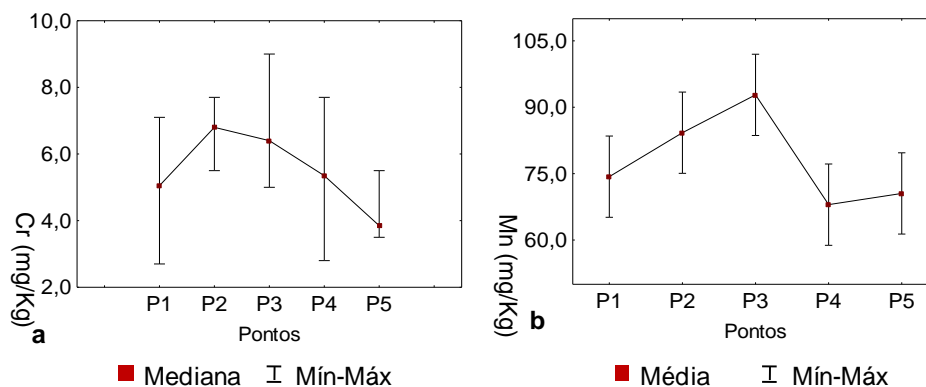 10,0
8,0
6,0
4,0
2,0
Cr (mg/Kg)
P1 P2 P3 P4 P5
Pontos
a
Mediana Mín-Máx
105,0
90,0
75,0
60,0
Mn (mg/Kg)
P1 P2 P3 P4 P5
Pontos
b
Média Mín-Máx